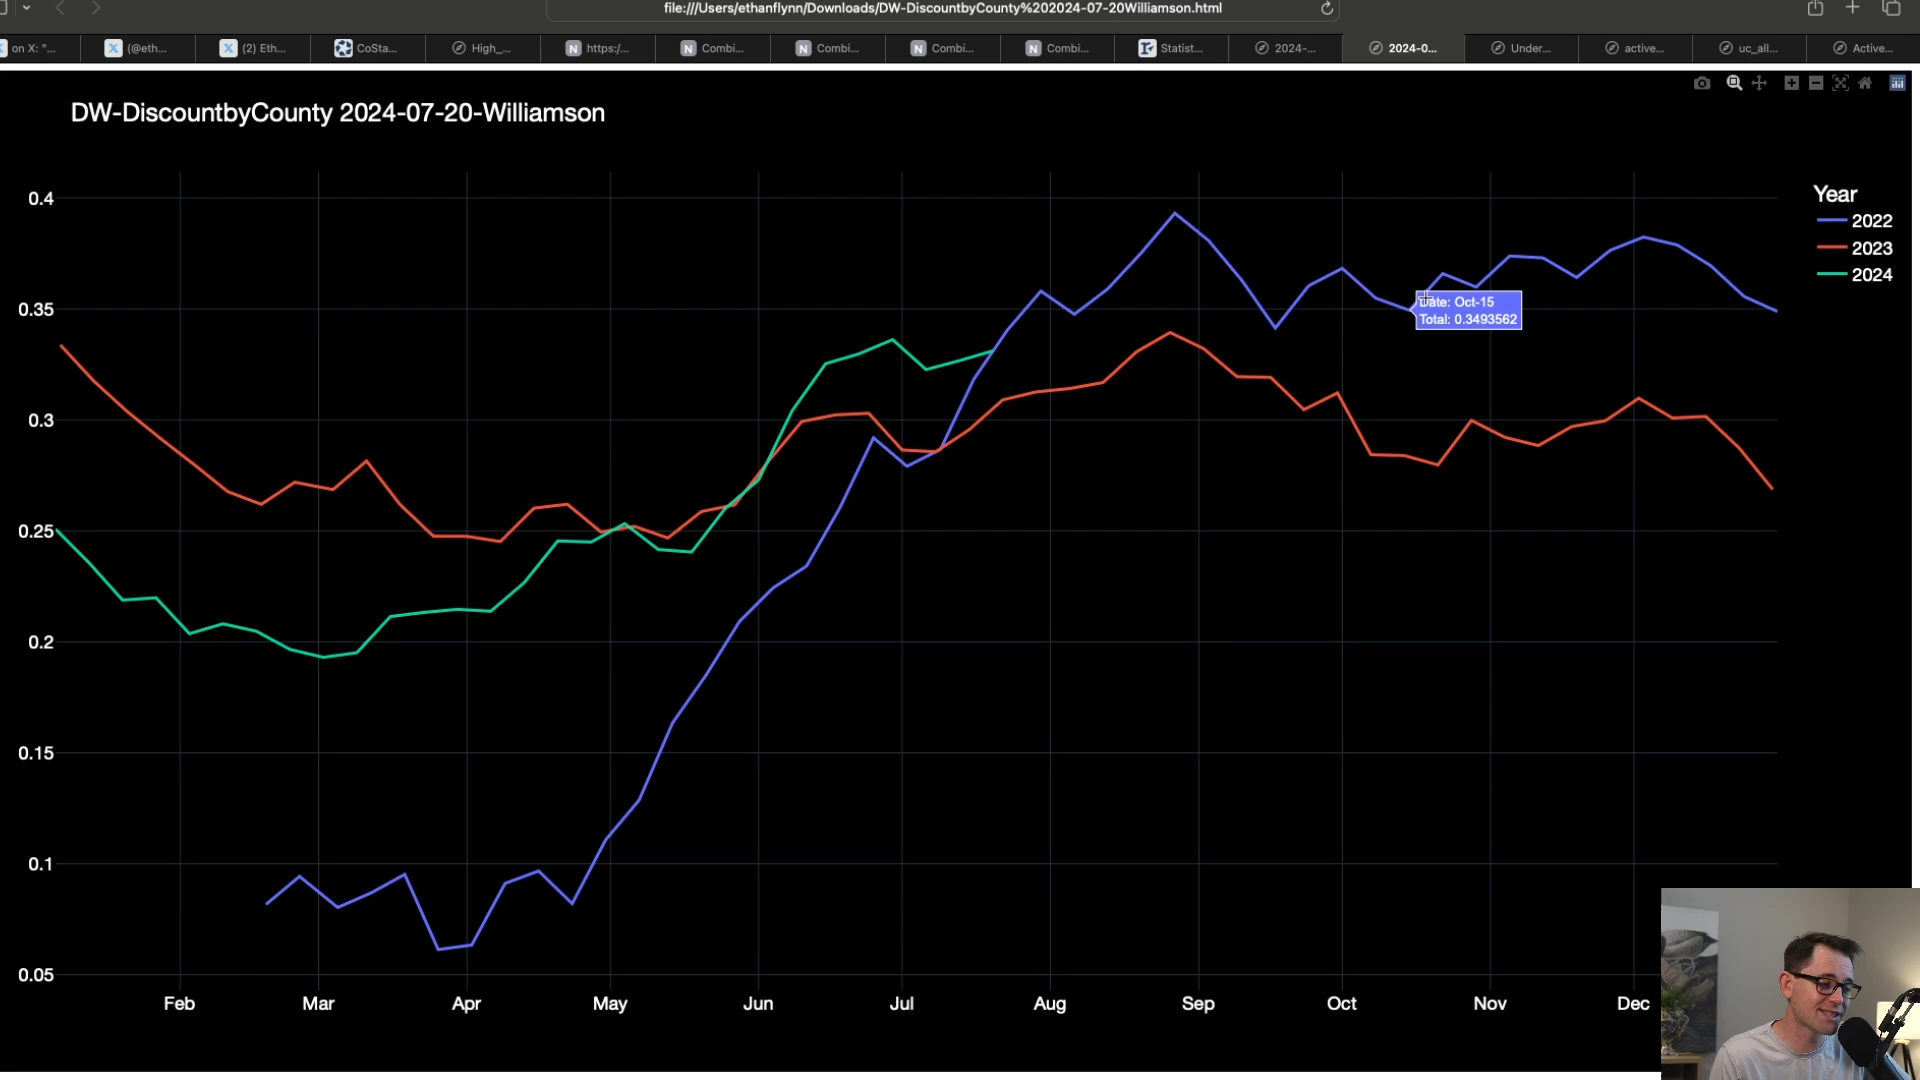 file:///Users/ethanflynn/Downloads/DW-DiscountbyCounty%202024-07-20Williamson.html
on X: "...
(@eth...
(2) Eth...
CoSta...
High_...
https:/...
Combi...
Combi...
Combi...
Combi...
Statist...
2024-...
2024-0...
Under...
active...
uc_all...
Active...
DW-DiscountbyCounty 2024-07-20-Williamson
0.4
0.35
0.3
0.25
0.2
0.15
0.1
0.05
Year
2022
2023
2024
Date: Oct-15
Total: 0.3493562
Feb
Mar
Apr
May
Jun
Jul
Aug
Sep
Oct
Nov
Dec